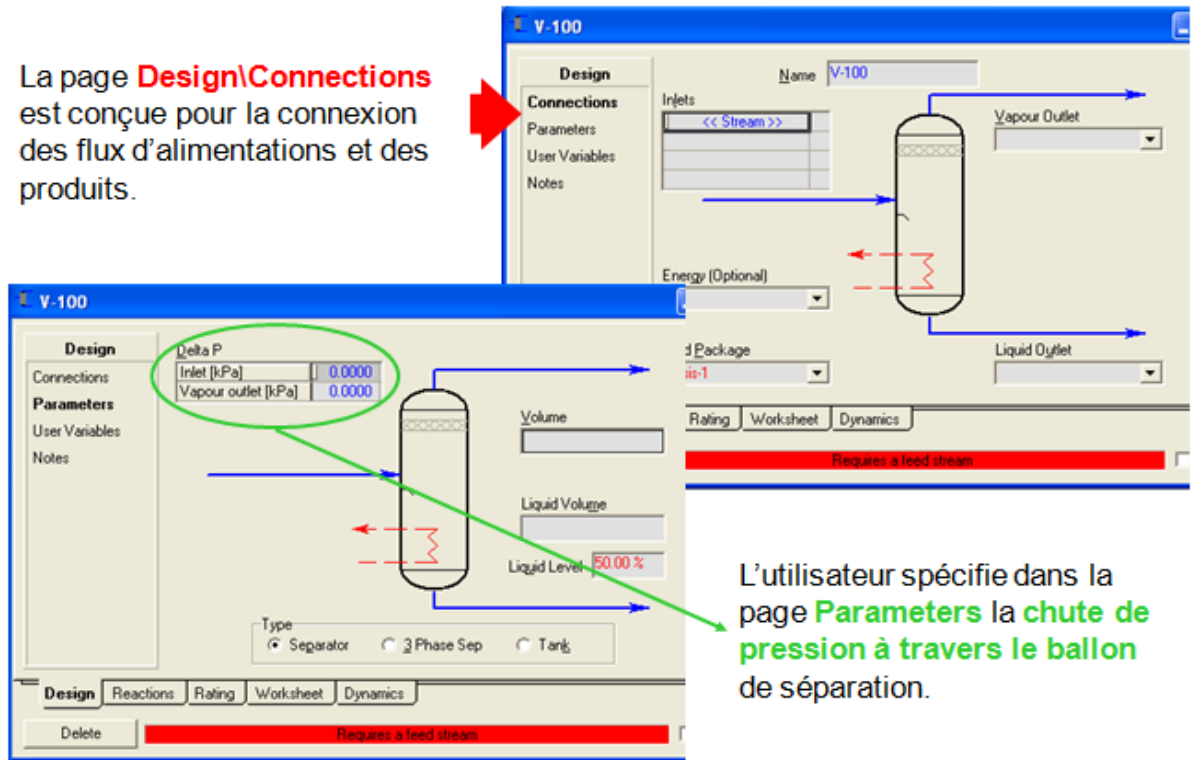 La page Design\Connections
est conçue pour la connexion
des flux d'alimentations et des
produits.
V-100
Design
Connections
Parameters
User Variables
Notes
Name V-100
Inlets
<< Stream >>
Vapour Outlet
Energy (Optional)
d Package
is-1
Liquid Outlet
Rating Worksheet Dynamics
Requires a feed stream
V-100
Design
Connections
Parameters
User Variables
Notes
Delta P
Inlet [kPa] 0.0000
Vapour outlet [kPa] 0.0000
Volume
Liquid Volume
Liquid Level 50.00 %
Type
Separator 3 Phase Sep Tank
Design Reactions Rating Worksheet Dynamics
Delete Requires a feed stream
L'utilisateur spécifie dans la
page Parameters la chute de
pression à travers le ballon
de séparation.